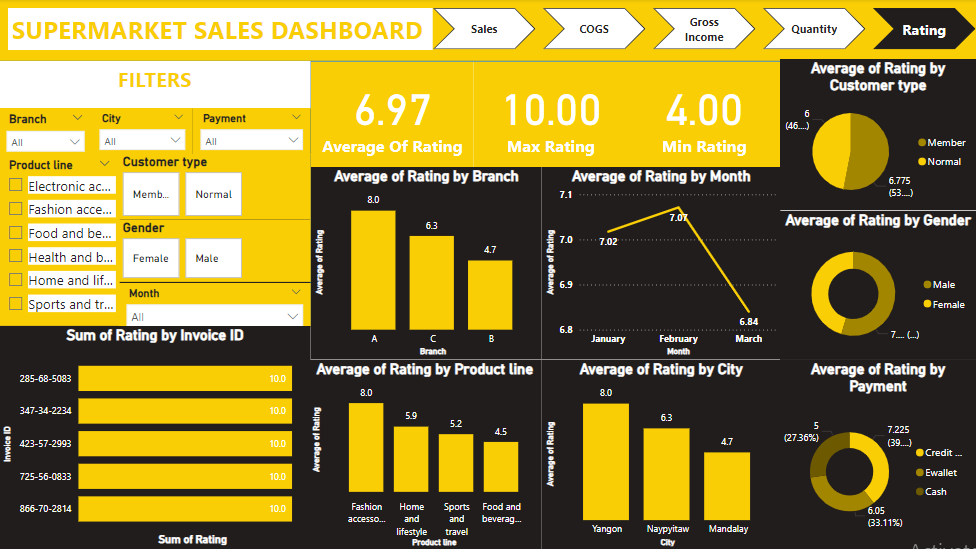 SUPERMARKET SALES DASHBOARD
Sales
COGS
Gross
Income
Quantity
Rating
FILTERS
Branch
All
City
All
Payment
All
Product line
Electronic ac...
Fashion acce...
Food and be...
Health and b...
Home and lif...
Sports and tr...
Customer type
Memb...
Normal
Gender
Female
Male
Month
All
6.97
Average Of Rating
10.00
Max Rating
4.00
Min Rating
Average of Rating by
Customer type
6
(46....)
6.775
(53....)
Member
Normal
Average of Rating by Branch
Average of Rating
8.0
6.3
4.7
A
C
B
Branch
Average of Rating by Month
Average of Rating
7.1
7.0
6.9
6.8
7.02
7.07
6.84
January
February
March
Month
Average of Rating by Gender
Male
Female
7.... (...)
Sum of Rating by Invoice ID
Invoice ID
285-68-5083
10.0
347-34-2234
10.0
423-57-2993
10.0
725-56-0833
10.0
866-70-2814
10.0
Sum of Rating
Average of Rating by Product line
Average of Rating
8.0
5.9
5.2
4.5
Fashion
accesso...
Home
and
lifestyle
Sports
and
travel
Food and
beverag...
Product line
Average of Rating by City
Average of Rating
8.0
6.3
4.7
Yangon
Naypyitaw
Mandalay
City
Average of Rating by
Payment
5
(27.36%)
7.225
(39....)
6.05
(33.11%)
Credit ...
Ewallet
Cash